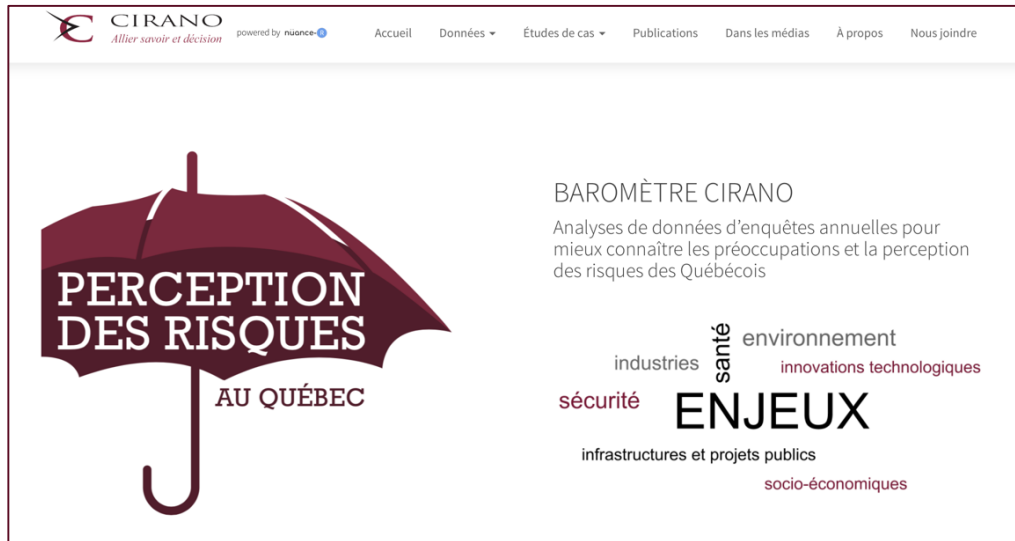 CIRANO
Allier savoir et décision
powered by nüance-R
Accueil Données Études de cas Publications Dans les médias À propos Nous joindre
PERCEPTION
DES RISQUES
AU QUÉBEC
BAROMÈTRE CIRANO
Analyses de données d’enquêtes annuelles pour
mieux connaître les préoccupations et la perception
des risques des Québécois
santé
environnement
industries
innovations technologiques
sécurité
ENJEUX
infrastructures et projets publics
socio-économiques